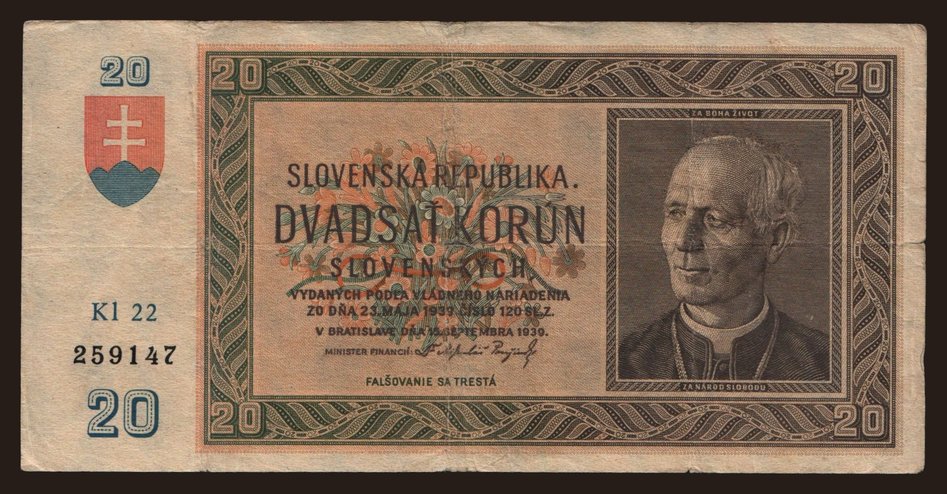 20
20
20
ZA BOHA ŽIVOT
SLOVENSKÁ REPUBLIKA.
DVADSAŤ KORÚN
SLOVENSKÝCH,
VYDANÝCH PODĽA VLÁDNEHO NARIADENIA
ZO DŇA 23. MÁJA 1939 ČÍSLO 120 SL. Z.
V BRATISLAVE DŇA 15. SEPTEMBRA 1939.
MINISTER FINANCIÍ:
FALŠOVANIE SA TRESTÁ
Kl 22
259147
20
ZA NÁROD SLOBODU
20
20